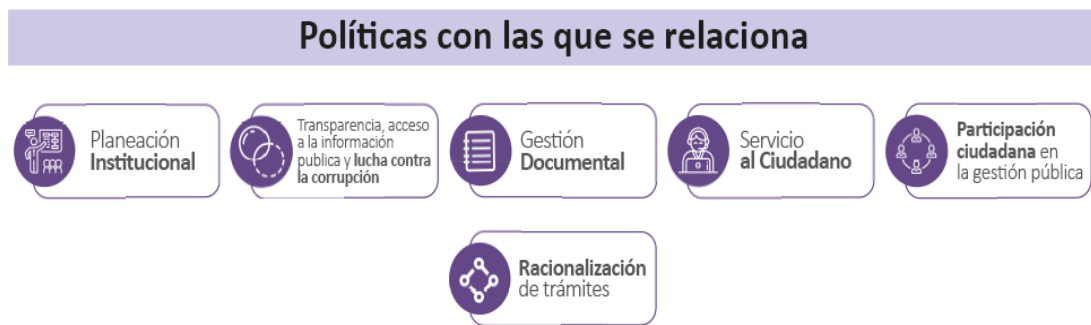 Políticas con las que se relaciona
Planeación
Institucional
Transparencia, acceso
a la información
publica y lucha contra
la corrupción
Gestión
Documental
Servicio
al Ciudadano
Participación
ciudadana en
la gestión pública
Racionalización
de trámites